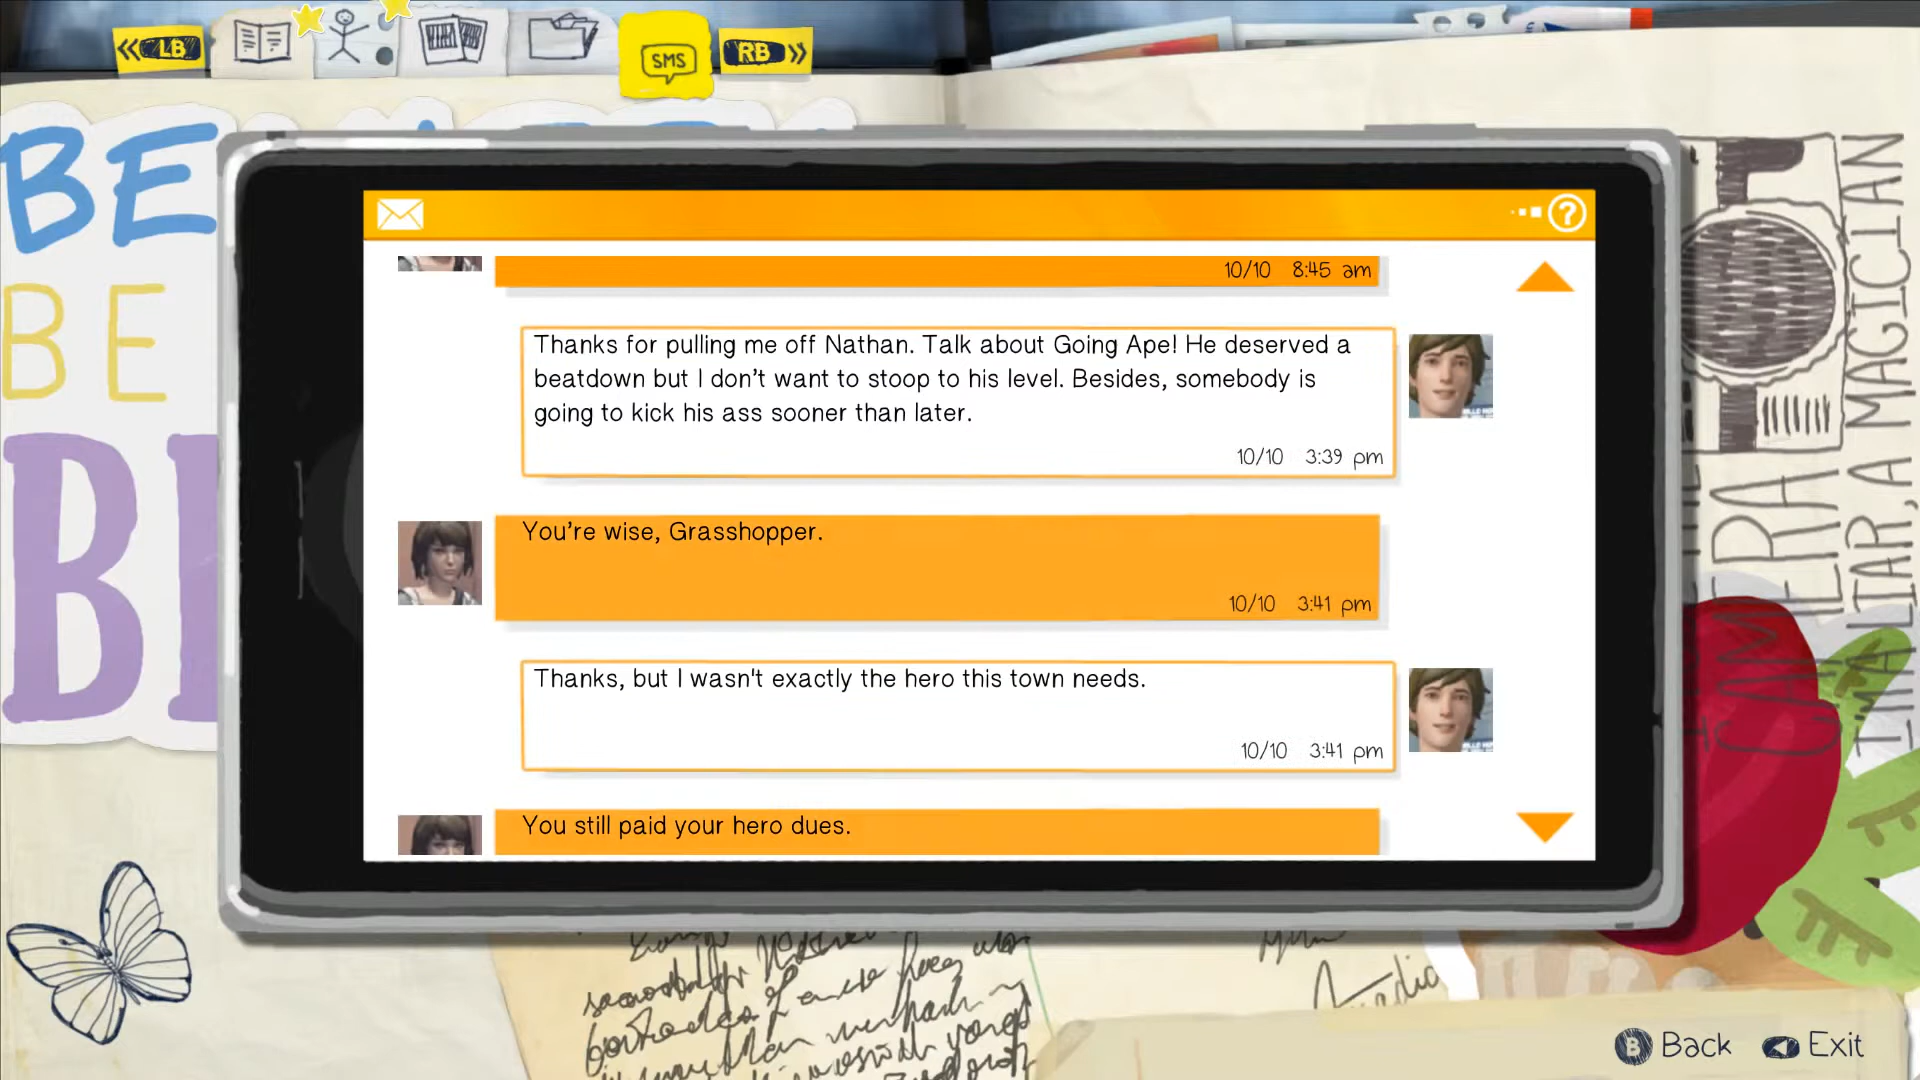 LB
SMS
RB
BE
BE
10/10 8:45 am
Thanks for pulling me off Nathan. Talk about Going Ape! He deserved a
beatdown but I don't want to stoop to his level. Besides, somebody is
going to kick his ass sooner than later.
10/10 3:39 pm
You're wise, Grasshopper.
10/10 3:41 pm
Thanks, but I wasn't exactly the hero this town needs.
10/10 3:41 pm
You still paid your hero dues.
CAMERA
LIAR, A MAGICIAN
B Back
Exit